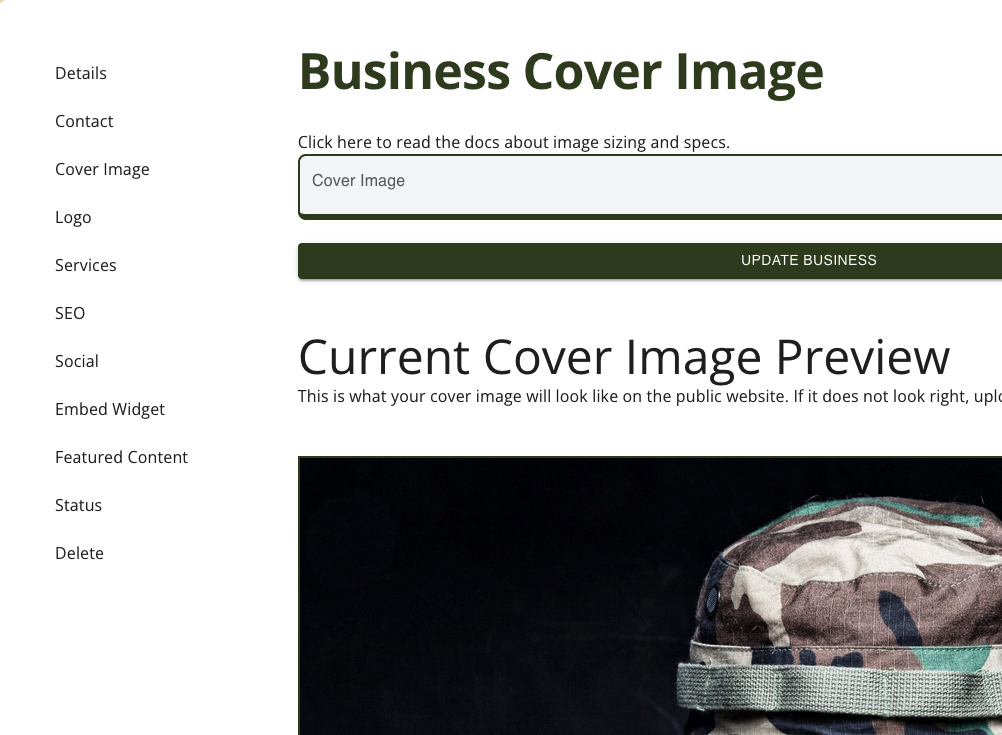 Details
Contact
Cover Image
Logo
Services
SEO
Social
Embed Widget
Featured Content
Status
Delete
Business Cover Image
Click here to read the docs about image sizing and specs.
Cover Image
UPDATE BUSINESS
Current Cover Image Preview
This is what your cover image will look like on the public website. If it does not look right,